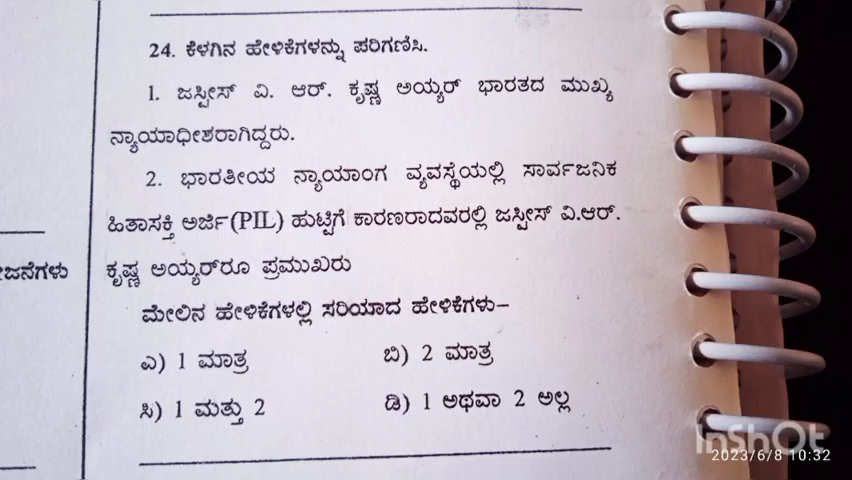 24. ಕೆಳಗಿನ ಹೇಳಿಕೆಗಳನ್ನು ಪರಿಗಣಿಸಿ.
1. ಜಸ್ಟೀಸ್ ವಿ. ಆರ್. ಕೃಷ್ಣ ಅಯ್ಯರ್ ಭಾರತದ ಮುಖ್ಯ
ನ್ಯಾಯಾಧೀಶರಾಗಿದ್ದರು.
2. ಭಾರತೀಯ ನ್ಯಾಯಾಂಗ ವ್ಯವಸ್ಥೆಯಲ್ಲಿ ಸಾರ್ವಜನಿಕ
ಹಿತಾಸಕ್ತಿ ಅರ್ಜಿ(PIL) ಹುಟ್ಟಿಗೆ ಕಾರಣರಾದವರಲ್ಲಿ ಜಸ್ಟೀಸ್ ವಿ.ಆರ್.
ಕೃಷ್ಣ ಅಯ್ಯರ್‌ರೂ ಪ್ರಮುಖರು
ಮೇಲಿನ ಹೇಳಿಕೆಗಳಲ್ಲಿ ಸರಿಯಾದ ಹೇಳಿಕೆಗಳು–
ಎ) 1 ಮಾತ್ರ ಬಿ) 2 ಮಾತ್ರ
ಸಿ) 1 ಮತ್ತು 2 ಡಿ) 1 ಅಥವಾ 2 ಅಲ್ಲ
InShOt
2023/6/8 10:32